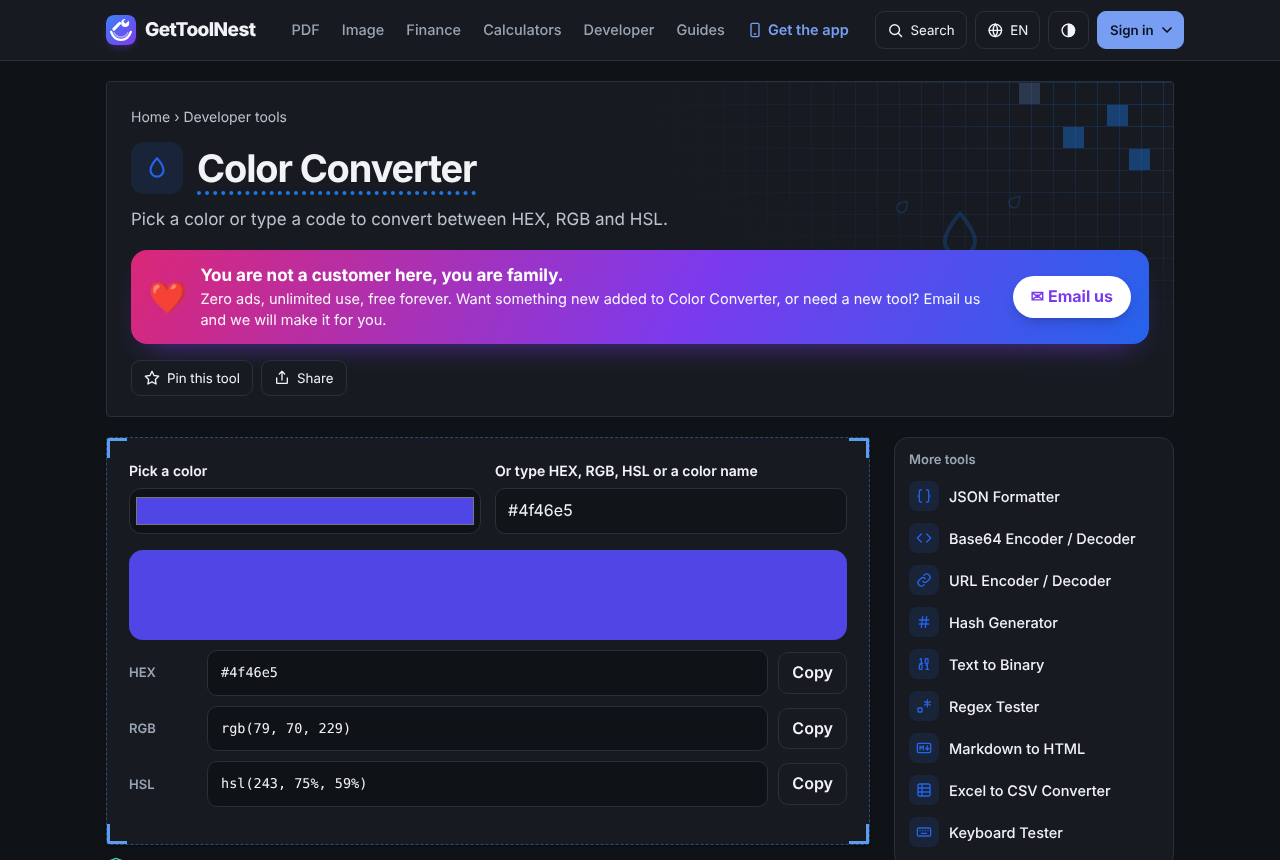 GetToolNest
PDF
Image
Finance
Calculators
Developer
Guides
Get the app
Search
EN
Sign in
Home › Developer tools
Color Converter
Pick a color or type a code to convert between HEX, RGB and HSL.
You are not a customer here, you are family.
Zero ads, unlimited use, free forever. Want something new added to Color Converter, or need a new tool? Email us
and we will make it for you.
✉ Email us
Pin this tool
Share
Pick a color
Or type HEX, RGB, HSL or a color name
#4f46e5
HEX
#4f46e5
Copy
RGB
rgb(79, 70, 229)
Copy
HSL
hsl(243, 75%, 59%)
Copy
More tools
JSON Formatter
Base64 Encoder / Decoder
URL Encoder / Decoder
Hash Generator
Text to Binary
Regex Tester
Markdown to HTML
Excel to CSV Converter
Keyboard Tester